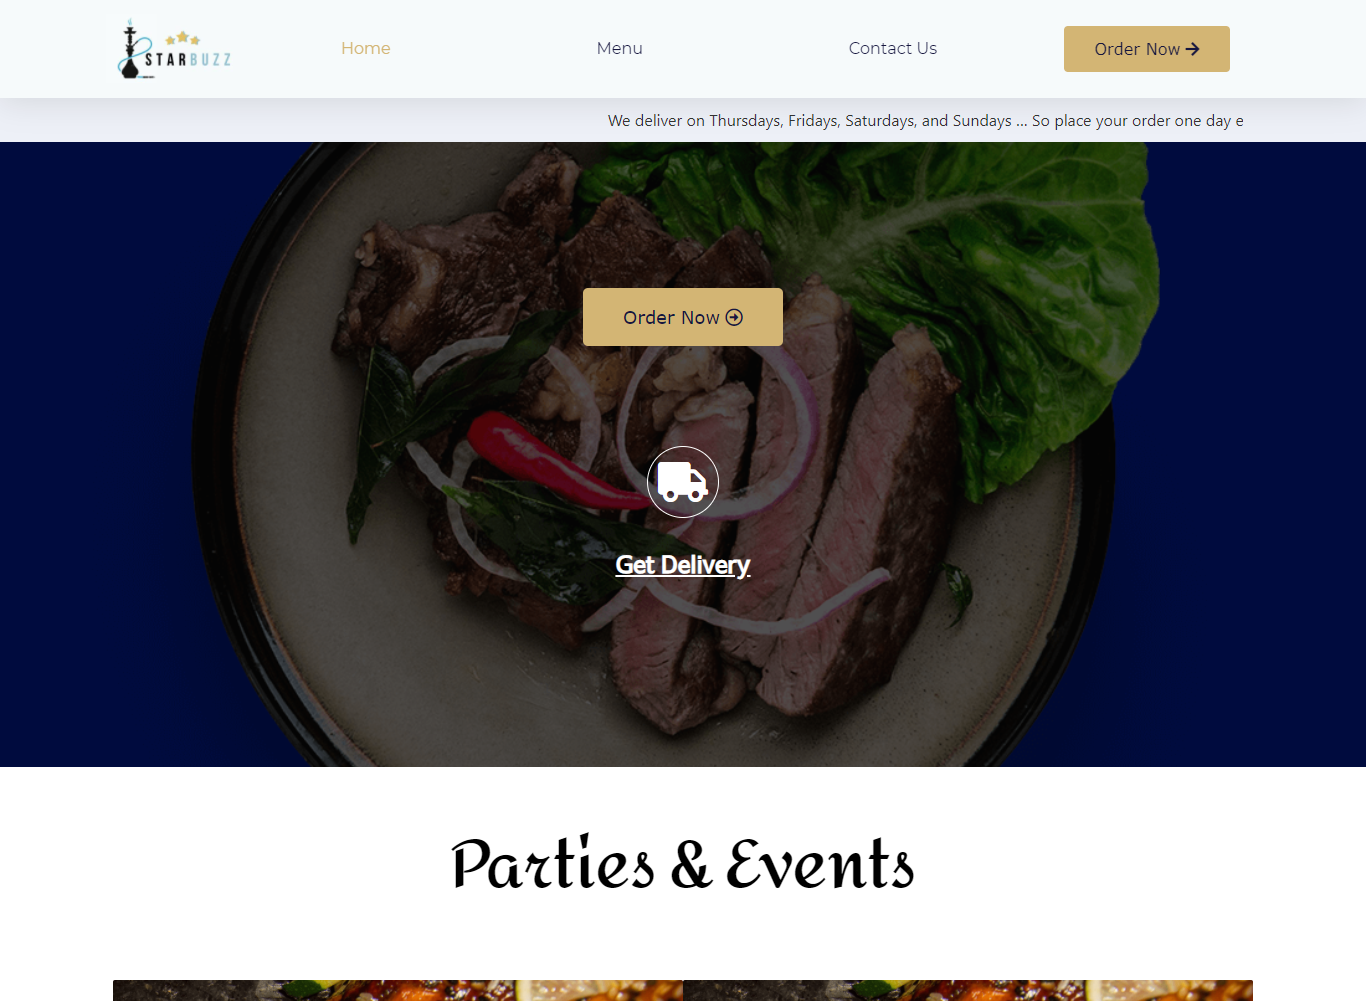 STARBUZZ
Home
Menu
Contact Us
Order Now
We deliver on Thursdays, Fridays, Saturdays, and Sundays ... So place your order one day e
Order Now
Get Delivery
Parties & Events